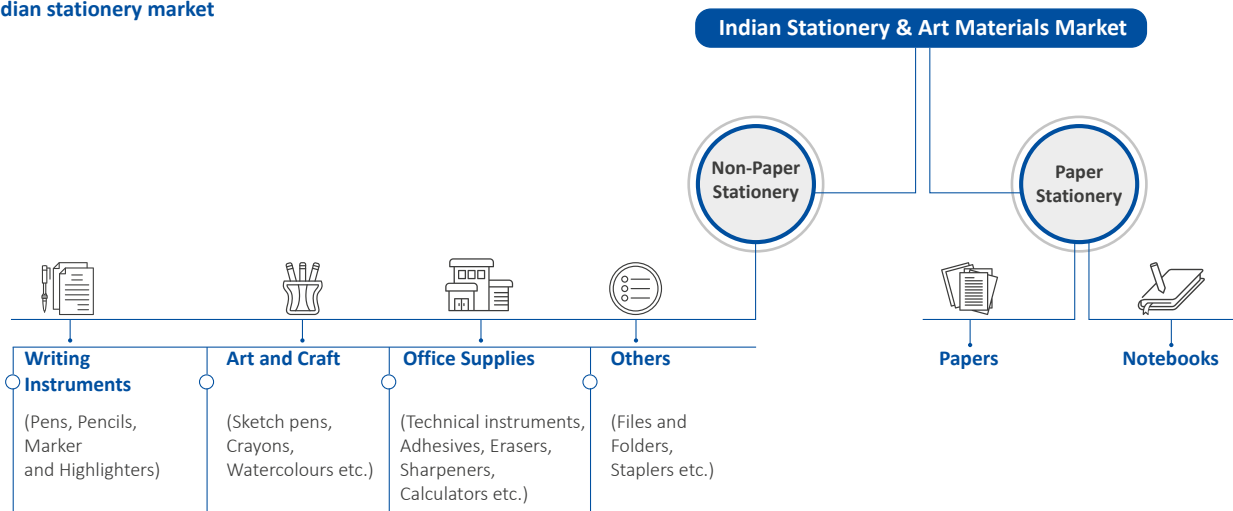 dian stationery market
Indian Stationery & Art Materials Market
Non-Paper
Stationery
Paper
Stationery
Writing
Instruments
(Pens, Pencils,
Marker
and Highlighters)
Art and Craft
(Sketch pens,
Crayons,
Watercolours etc.)
Office Supplies
(Technical instruments,
Adhesives, Erasers,
Sharpeners,
Calculators etc.)
Others
(Files and
Folders,
Staplers etc.)
Papers
Notebooks